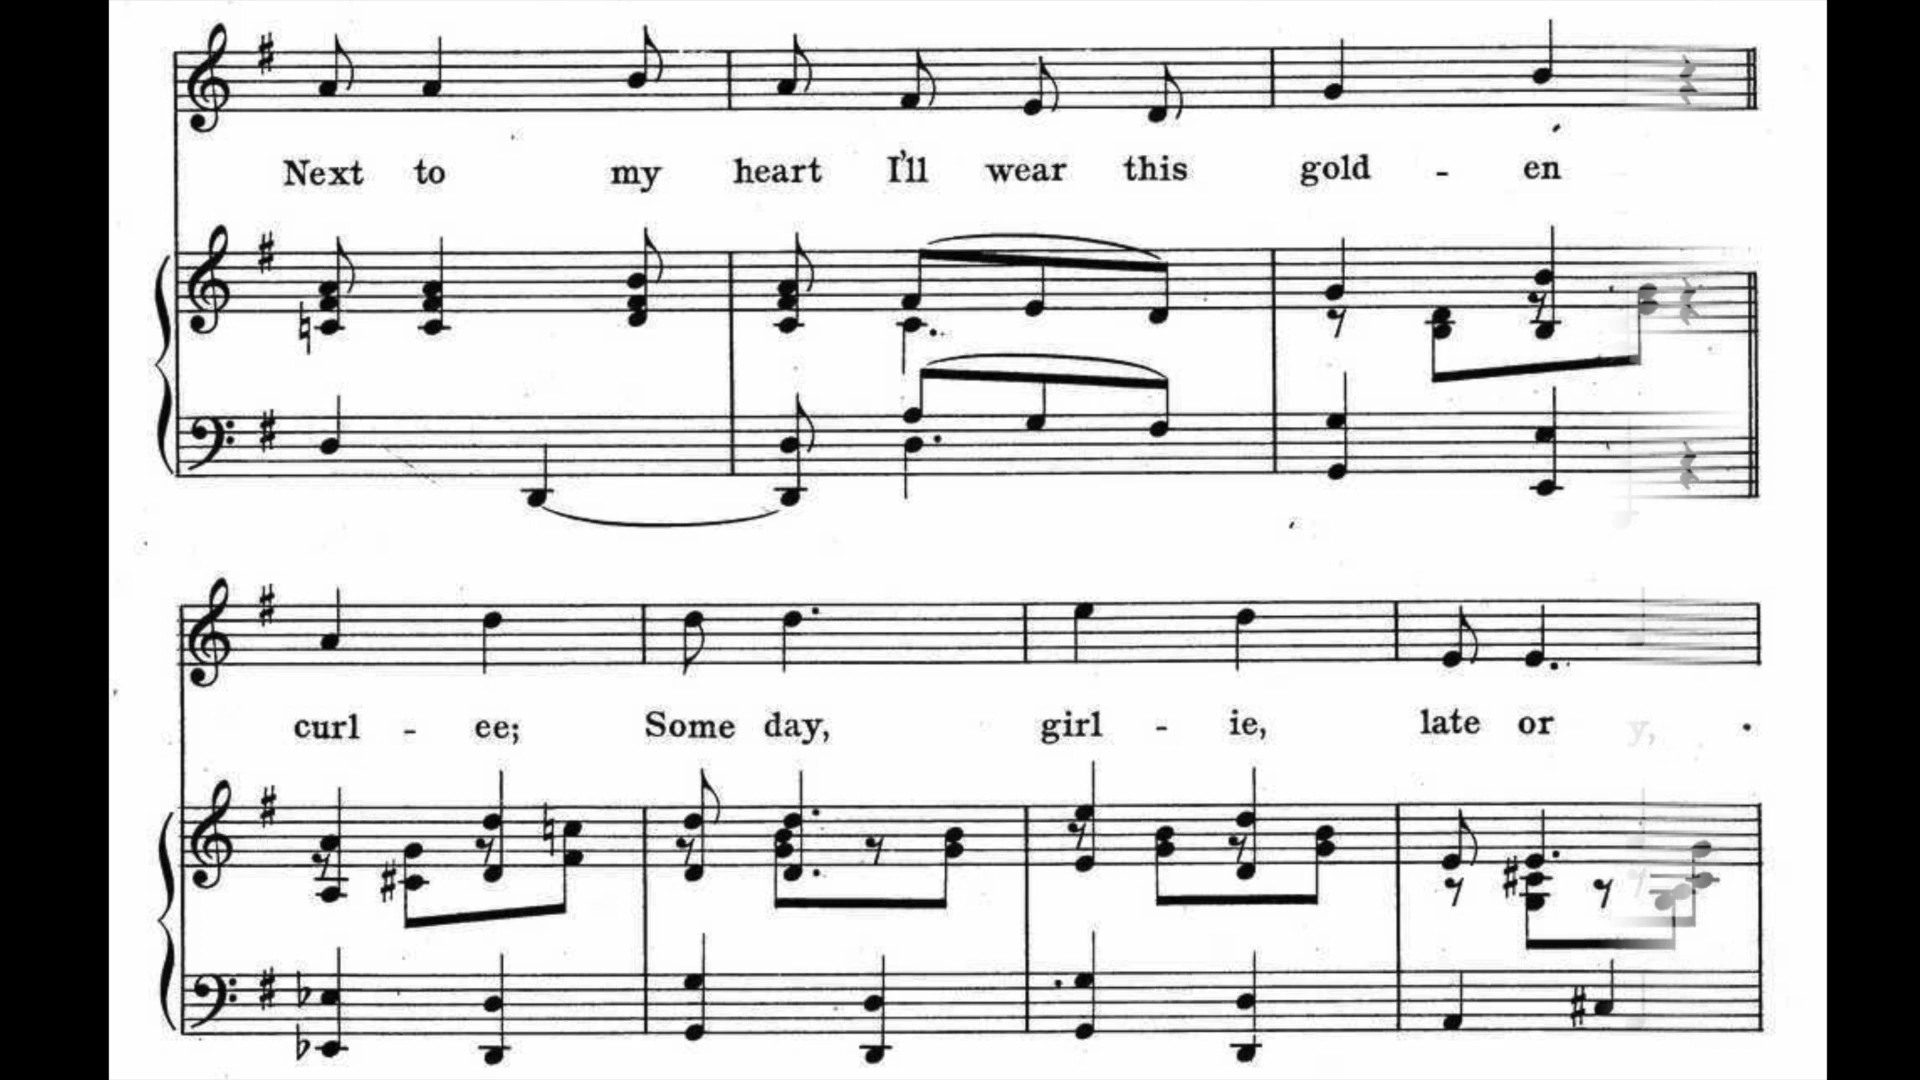 Next to my heart I'll wear this gold - en
curl - ee; Some day, girl - ie, late or y,